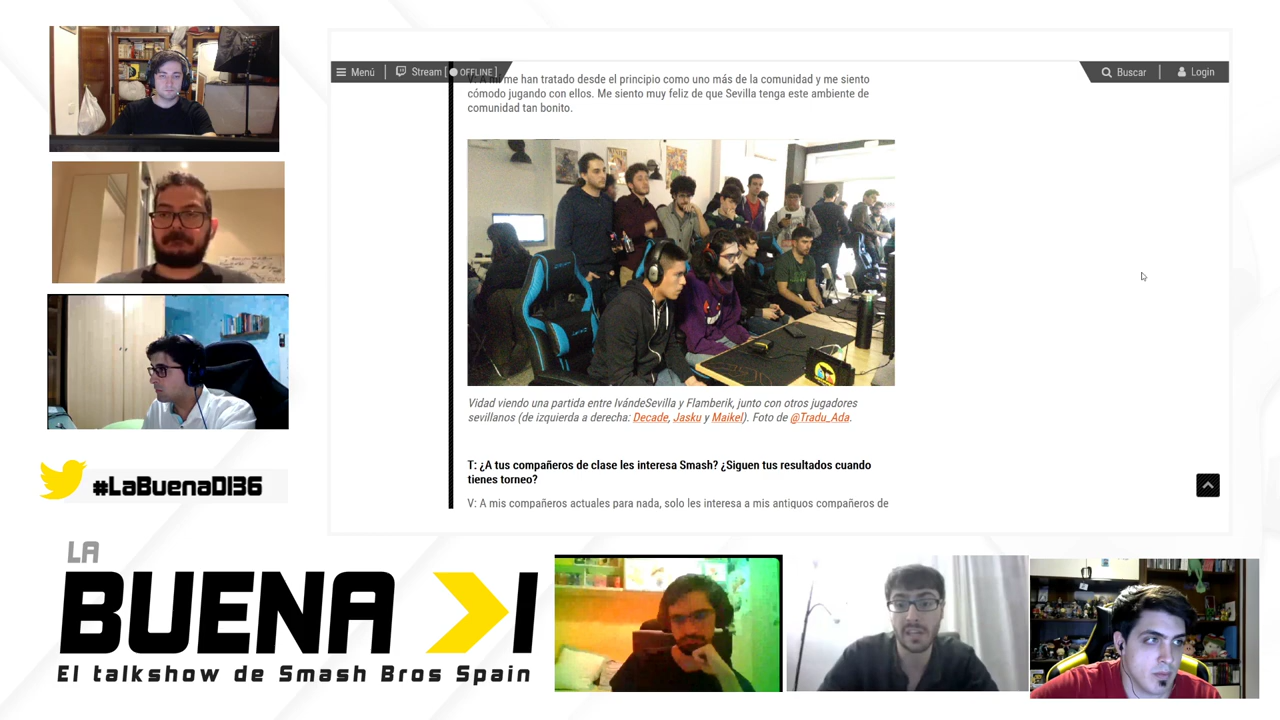 Menú
Stream [ OFFLINE ]
Buscar
Login
V: A mí me han tratado desde el principio como uno más de la comunidad y me siento
cómodo jugando con ellos. Me siento muy feliz de que Sevilla tenga este ambiente de
comunidad tan bonito.
Vidad viendo una partida entre IvándeSevilla y Flamberik, junto con otros jugadores
sevillanos (de izquierda a derecha: Decade, Jasku y Maikel). Foto de @Tradu_Ada.
T: ¿A tus compañeros de clase les interesa Smash? ¿Siguen tus resultados cuando
tienes torneo?
V: A mis compañeros actuales para nada, solo les interesa a mis antiguos compañeros de
#LaBuenaDI36
LA
BUENA DI
El talkshow de Smash Bros Spain